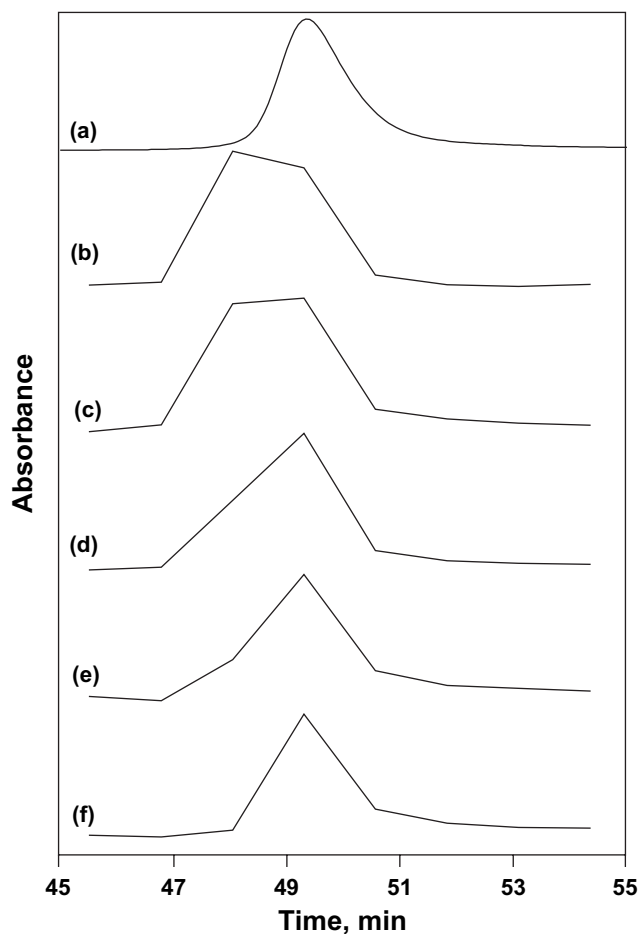 (a)
(b)
(c)
(d)
(e)
(f)
Absorbance
45 47 49 51 53 55
Time, min